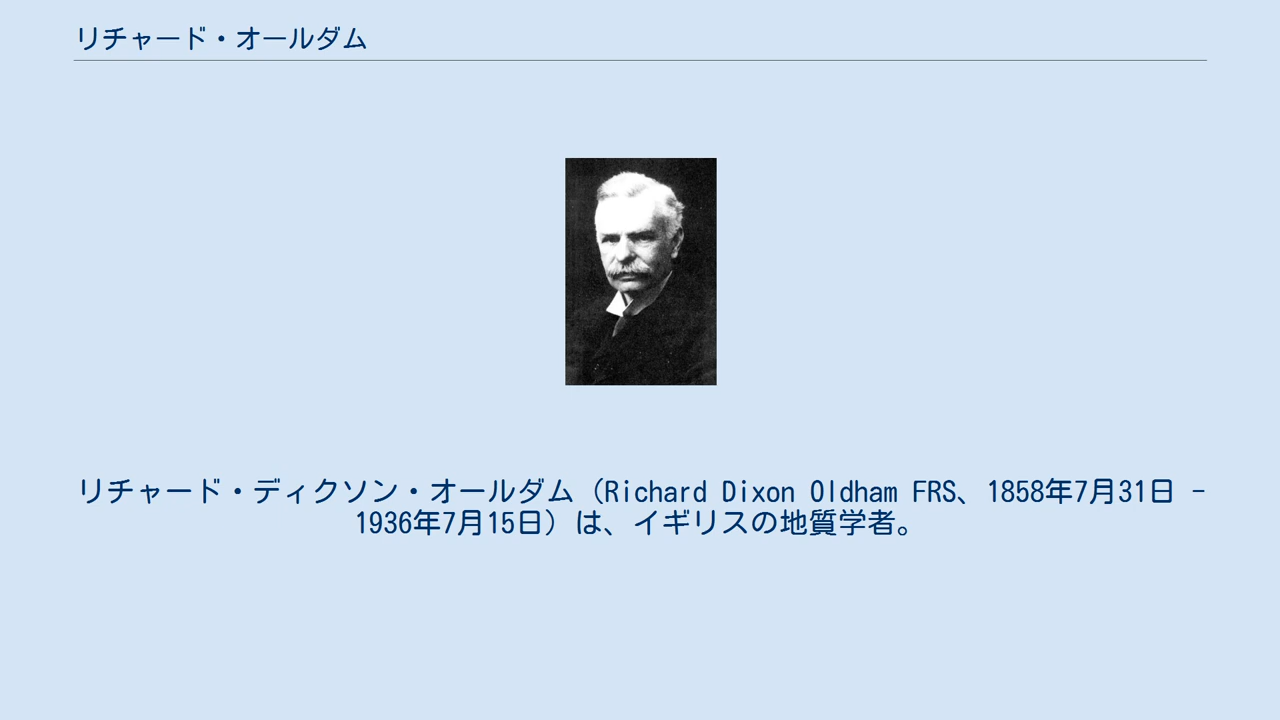 リチャード・オールダム
リチャード・ディクソン・オールダム（Richard Dixon Oldham FRS、1858年7月31日 -
1936年7月15日）は、イギリスの地質学者。